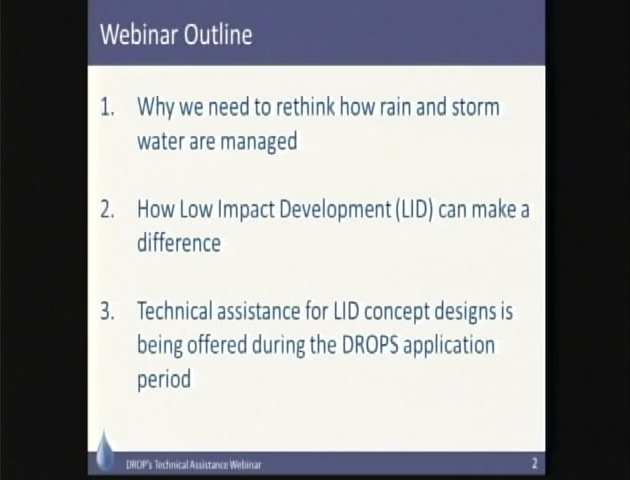 Webinar Outline
1. Why we need to rethink how rain and storm
water are managed
2. How Low Impact Development (LID) can make a
difference
3. Technical assistance for LID concept designs is
being offered during the DROPS application
period
DROP's Technical Assistance Webinar
2